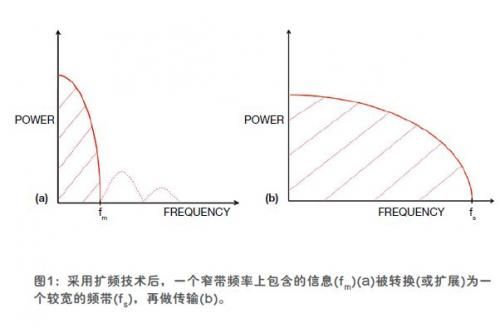 POWER
POWER
(a)
(b)
fm
FREQUENCY
FREQUENCY
fs
图1：采用扩频技术后，一个窄带频率上包含的信息(fm)(a)被转换(或扩展)为一
个较宽的频带(fs)，再做传输(b)。